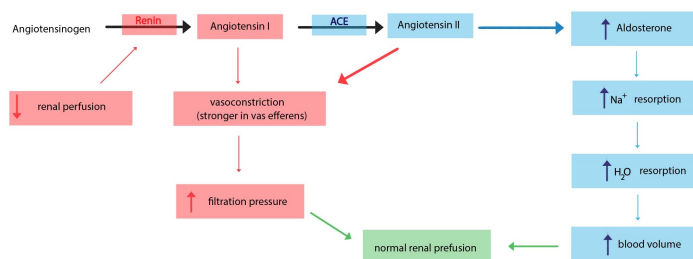 Angiotensinogen
Renin
Angiotensin I
ACE
Angiotensin II
Aldosterone
renal perfusion
vasoconstriction
(stronger in vas efferens)
Na+ resorption
H2O resorption
filtration pressure
normal renal prefusion
blood volume